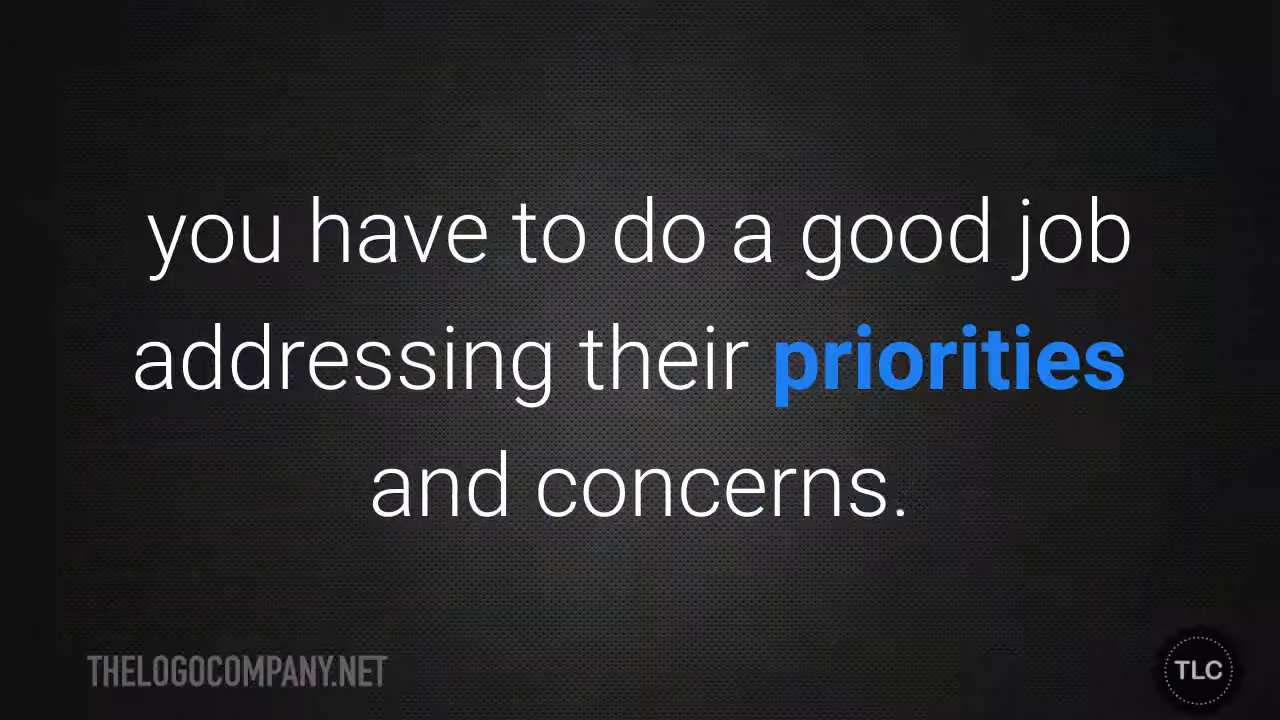 you have to do a good job
addressing their priorities
and concerns.
THELOGOCOMPANY.NET
TLC